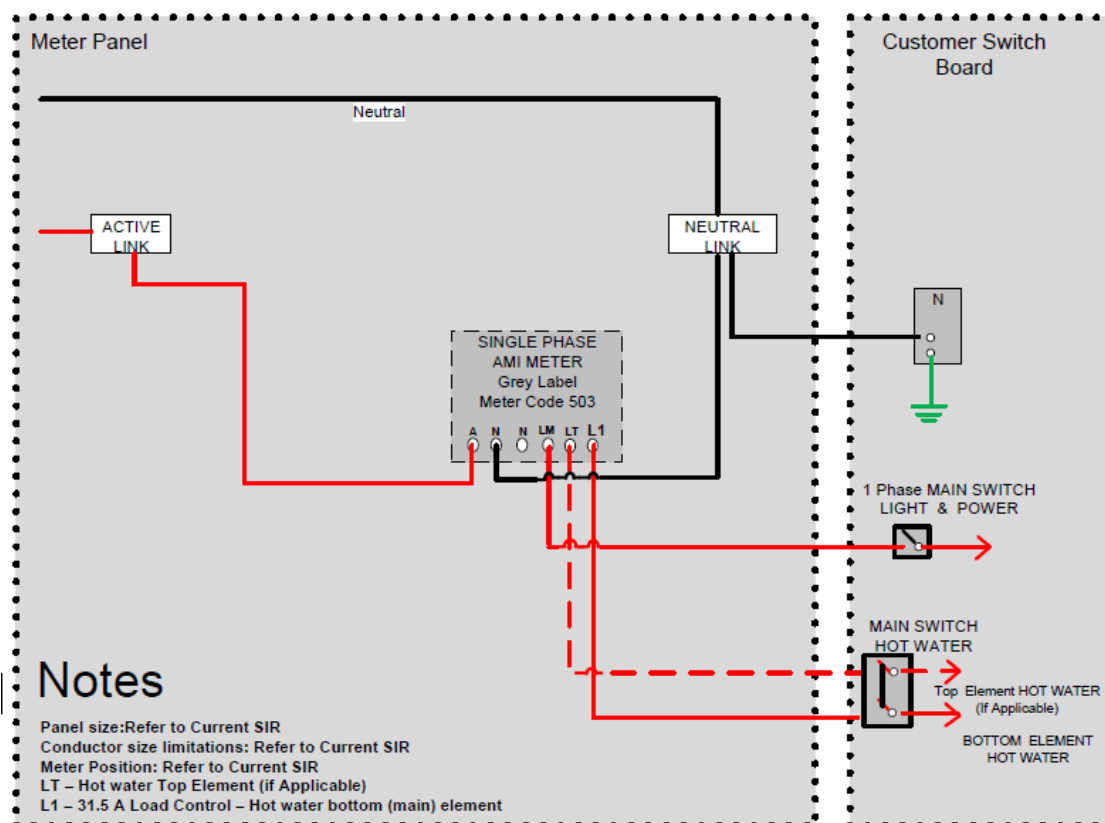 Meter Panel
Customer Switch
Board
Neutral
ACTIVE
LINK
NEUTRAL
LINK
N
SINGLE PHASE
AMI METER
Grey Label
Meter Code 503
A N N LM LT L1
1 Phase MAIN SWITCH
LIGHT & POWER
MAIN SWITCH
HOT WATER
Top Element HOT WATER
(If Applicable)
BOTTOM ELEMENT
HOT WATER
Notes
Panel size:Refer to Current SIR
Conductor size limitations: Refer to Current SIR
Meter Position: Refer to Current SIR
LT – Hot water Top Element (if Applicable)
L1 – 31.5 A Load Control – Hot water bottom (main) element